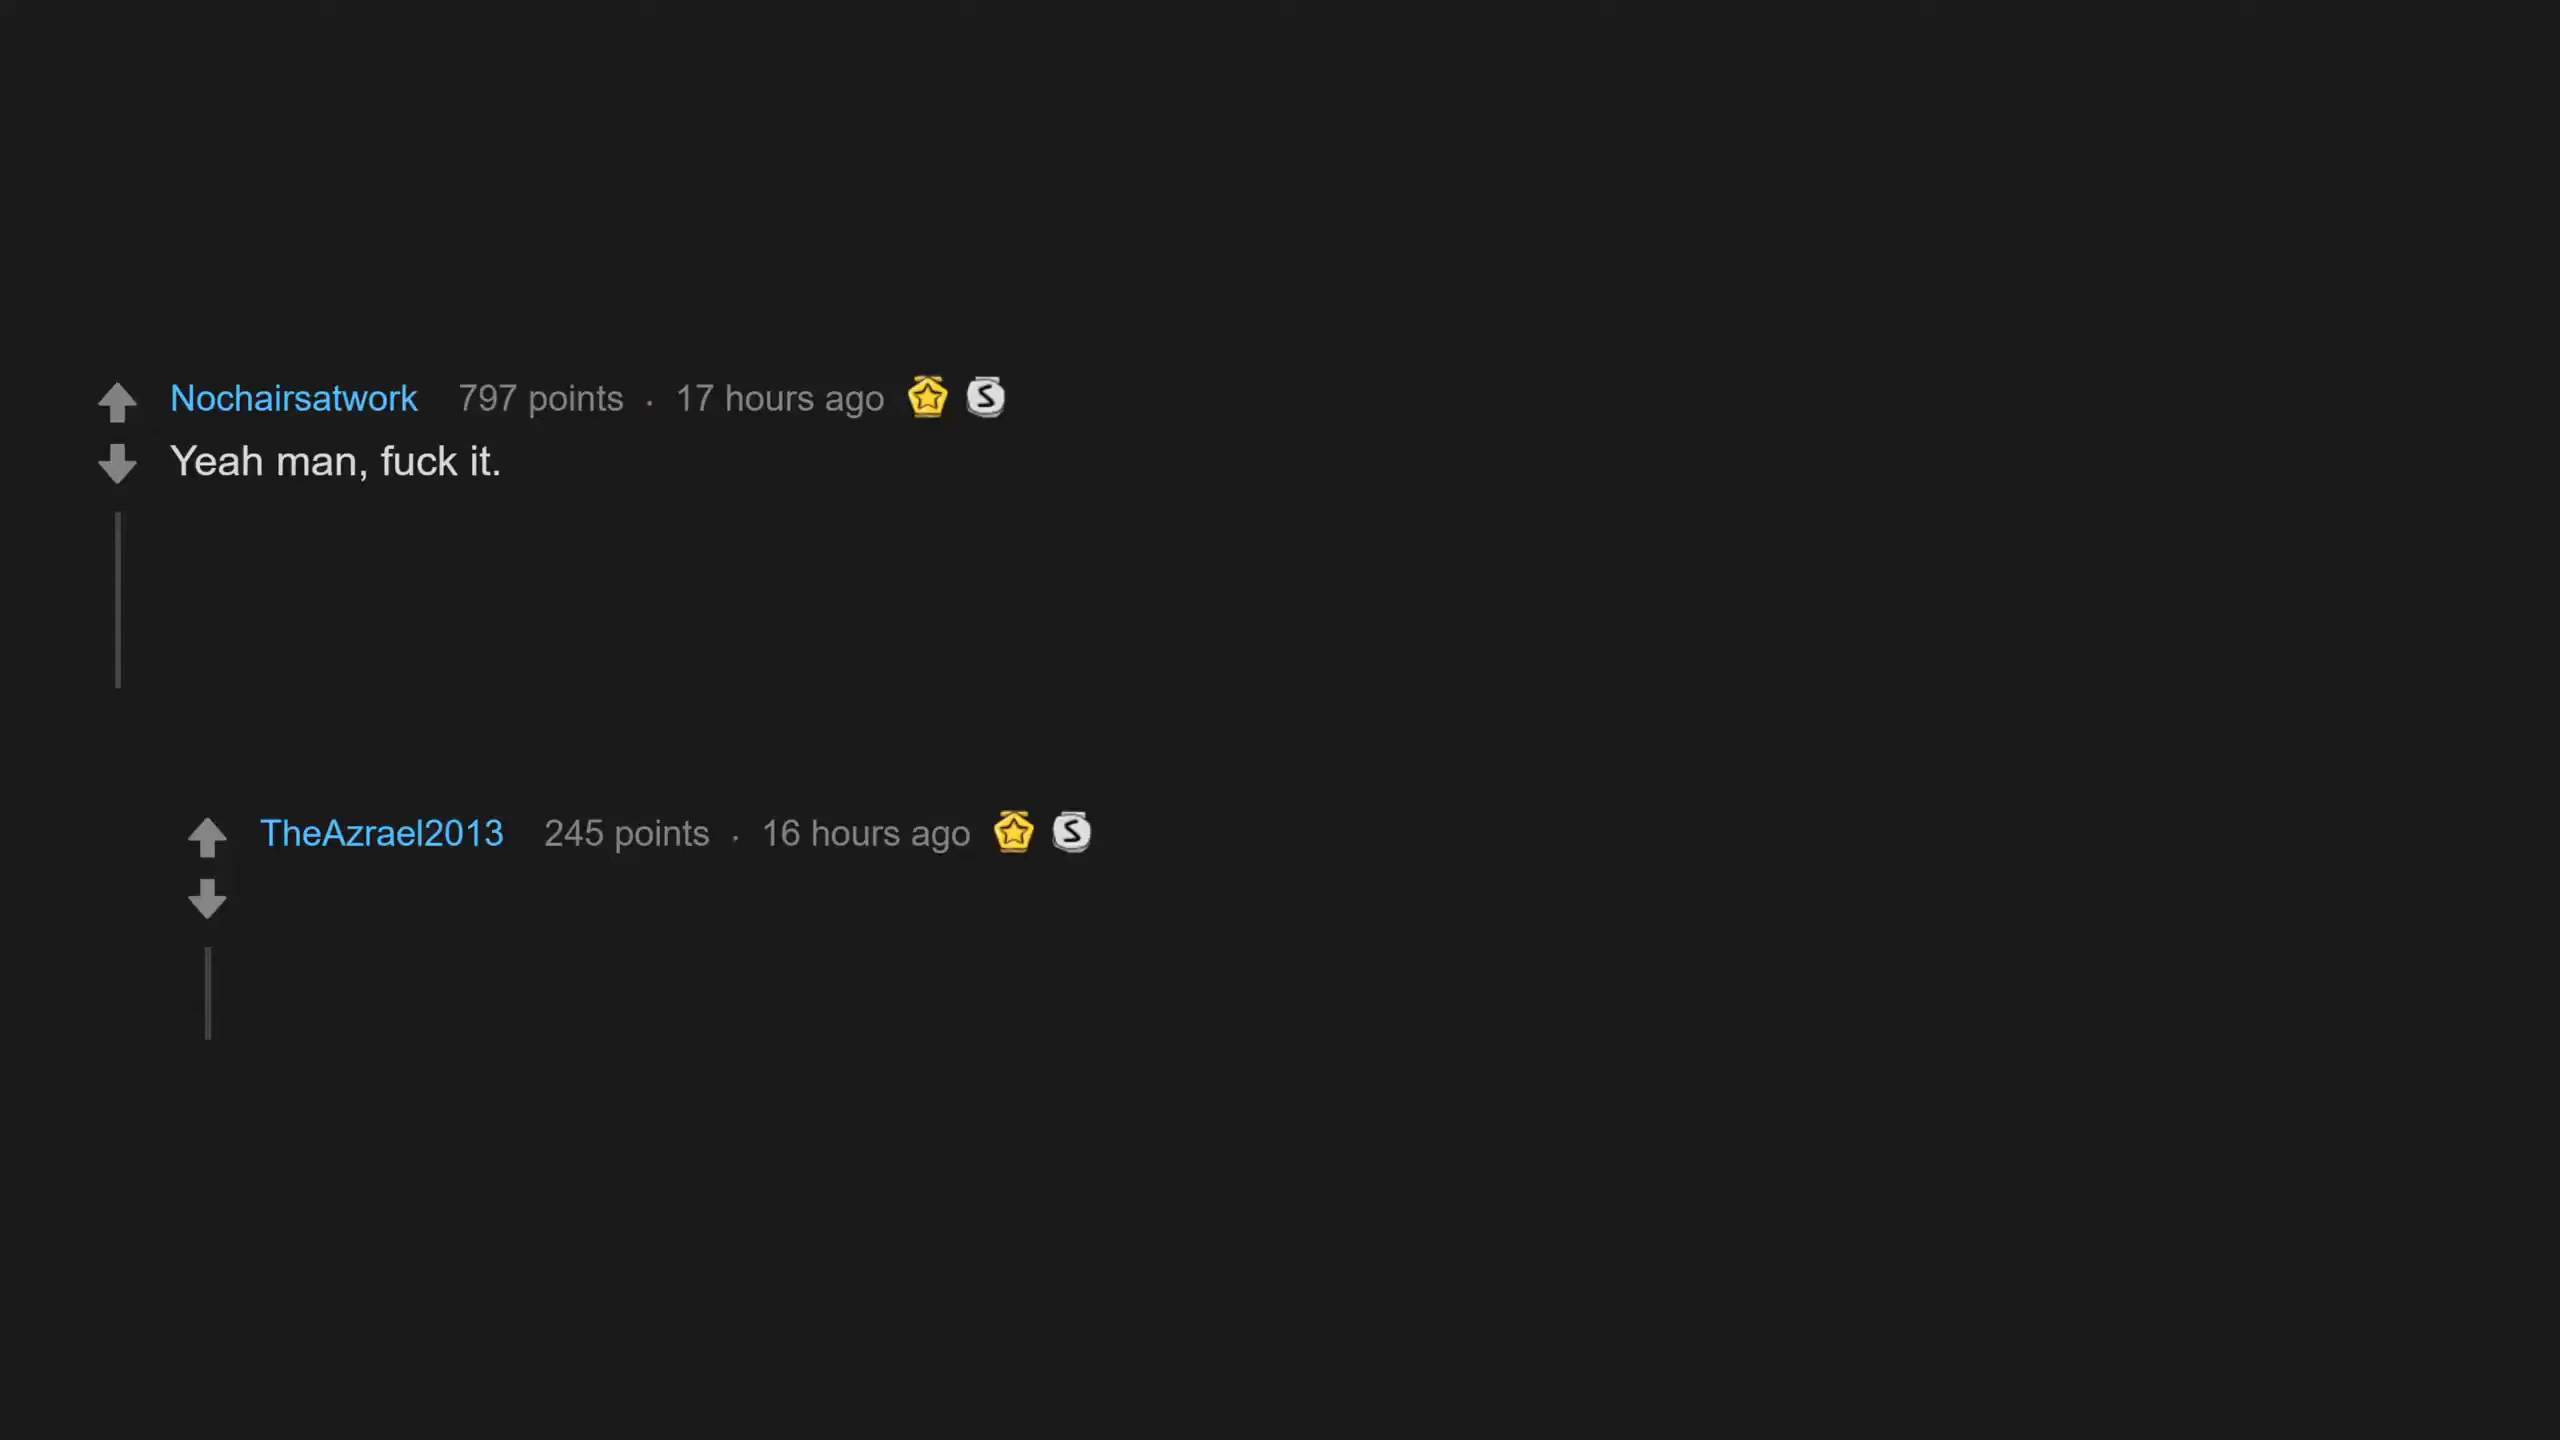 Nochairsatwork 797 points · 17 hours ago S
Yeah man, fuck it.
TheAzrael2013 245 points · 16 hours ago S